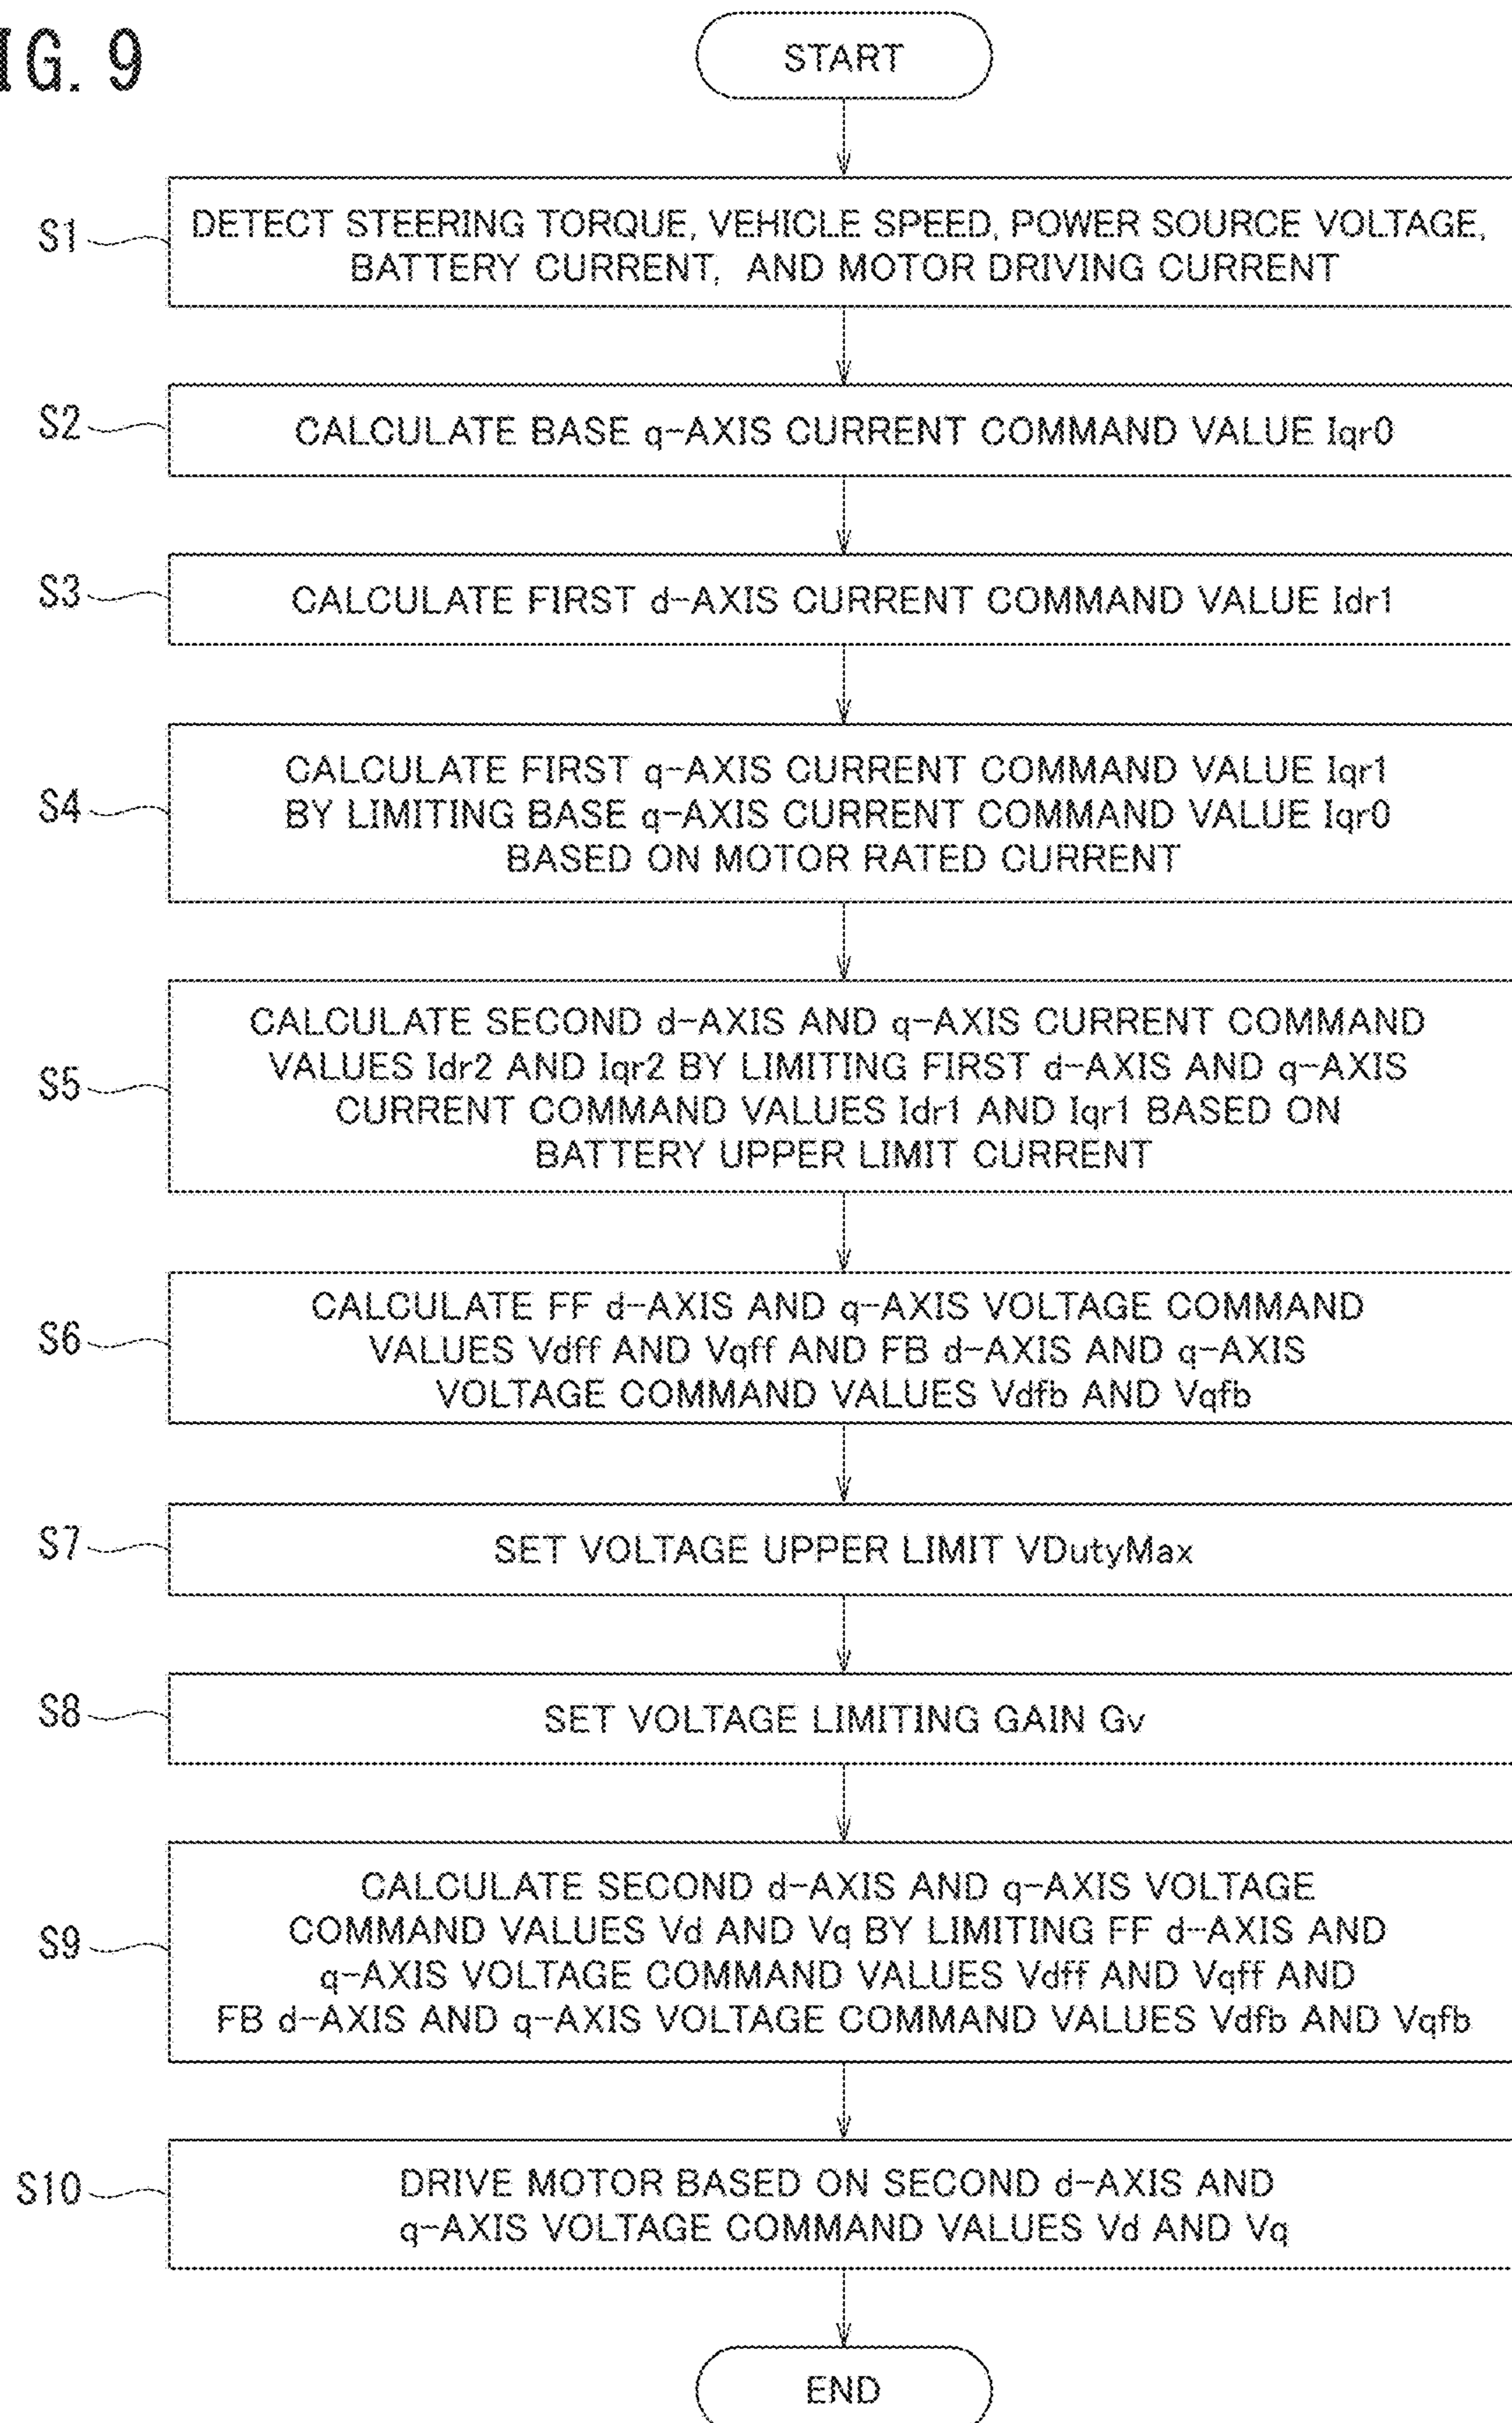 IG. 9
START
S1
DETECT STEERING TORQUE, VEHICLE SPEED, POWER SOURCE VOLTAGE,
BATTERY CURRENT, AND MOTOR DRIVING CURRENT
S2
CALCULATE BASE q-AXIS CURRENT COMMAND VALUE Iqr0
S3
CALCULATE FIRST d-AXIS CURRENT COMMAND VALUE Idr1
S4
CALCULATE FIRST q-AXIS CURRENT COMMAND VALUE Iqr1
BY LIMITING BASE q-AXIS CURRENT COMMAND VALUE Iqr0
BASED ON MOTOR RATED CURRENT
S5
CALCULATE SECOND d-AXIS AND q-AXIS CURRENT COMMAND
VALUES Idr2 AND Iqr2 BY LIMITING FIRST d-AXIS AND q-AXIS
CURRENT COMMAND VALUES Idr1 AND Iqr1 BASED ON
BATTERY UPPER LIMIT CURRENT
S6
CALCULATE FF d-AXIS AND q-AXIS VOLTAGE COMMAND
VALUES Vdff AND Vqff AND FB d-AXIS AND q-AXIS
VOLTAGE COMMAND VALUES Vdfb AND Vqfb
S7
SET VOLTAGE UPPER LIMIT VDutyMax
S8
SET VOLTAGE LIMITING GAIN Gv
S9
CALCULATE SECOND d-AXIS AND q-AXIS VOLTAGE
COMMAND VALUES Vd AND Vq BY LIMITING FF d-AXIS AND
q-AXIS VOLTAGE COMMAND VALUES Vdff AND Vqff AND
FB d-AXIS AND q-AXIS VOLTAGE COMMAND VALUES Vdfb AND Vqfb
S10
DRIVE MOTOR BASED ON SECOND d-AXIS AND
q-AXIS VOLTAGE COMMAND VALUES Vd AND Vq
END